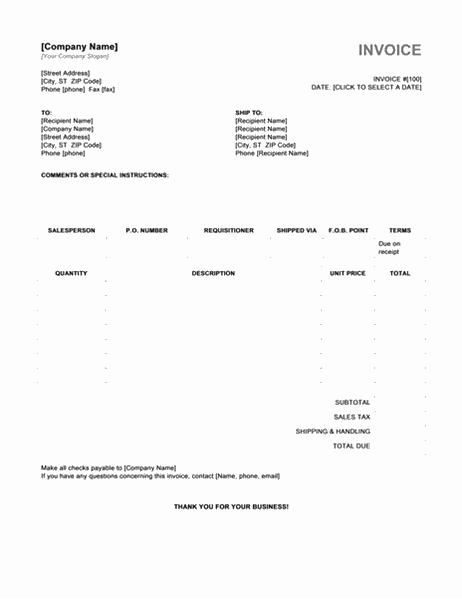 [Company Name]
INVOICE
[Your Company Slogan]
[Street Address]
[City, ST  ZIP Code]
Phone [phone]  Fax [fax]
INVOICE #[100]
DATE: [CLICK TO SELECT A DATE]
TO:
[Recipient Name]
[Company Name]
[Street Address]
[City, ST  ZIP Code]
Phone [phone]
SHIP TO:
[Recipient Name]
[Recipient Name]
[Recipient Name]
[City, ST  ZIP Code]
Phone [Recipient Name]
COMMENTS OR SPECIAL INSTRUCTIONS:
SALESPERSON P.O. NUMBER REQUISITIONER SHIPPED VIA F.O.B. POINT TERMS
Due on
receipt
QUANTITY DESCRIPTION UNIT PRICE TOTAL
SUBTOTAL
SALES TAX
SHIPPING & HANDLING
TOTAL DUE
Make all checks payable to [Company Name]
If you have any questions concerning this invoice, contact [Name, phone, email]
THANK YOU FOR YOUR BUSINESS!